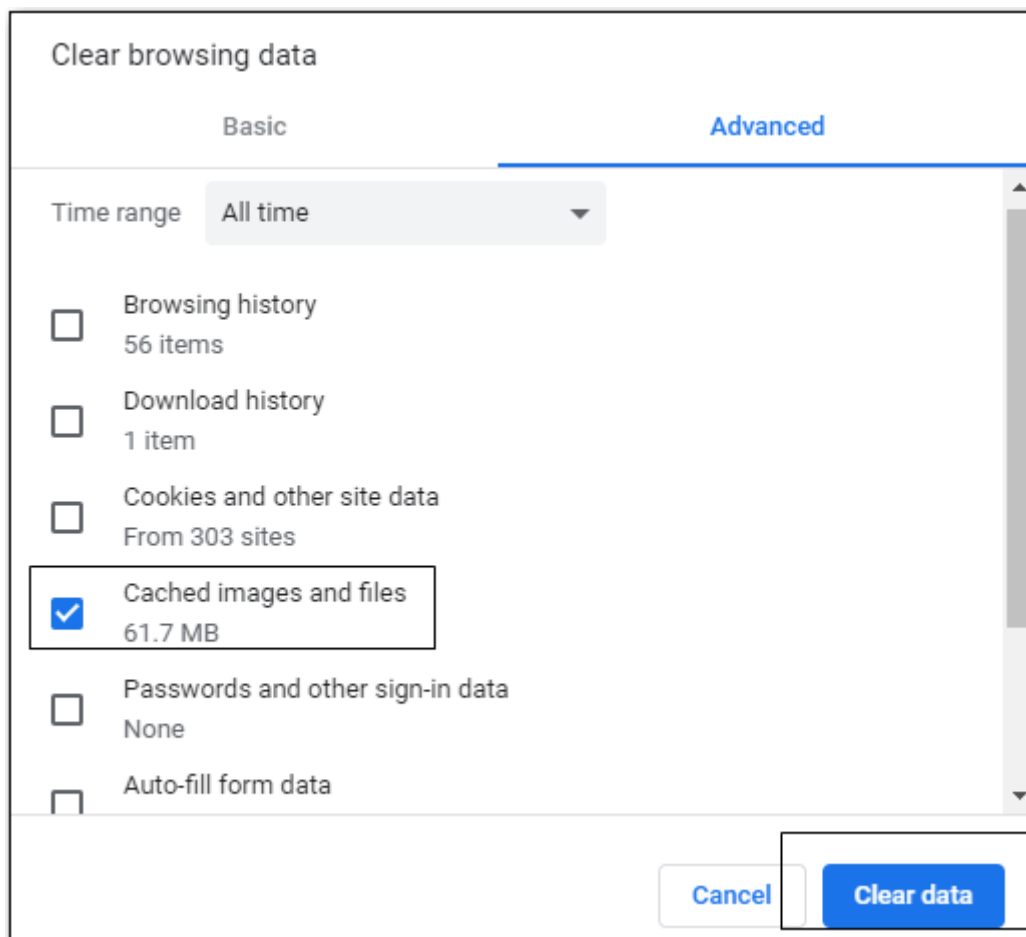 Clear browsing data
Basic
Advanced
Time range
All time
Browsing history
56 items
Download history
1 item
Cookies and other site data
From 303 sites
Cached images and files
61.7 MB
Passwords and other sign-in data
None
Auto-fill form data
Cancel
Clear data